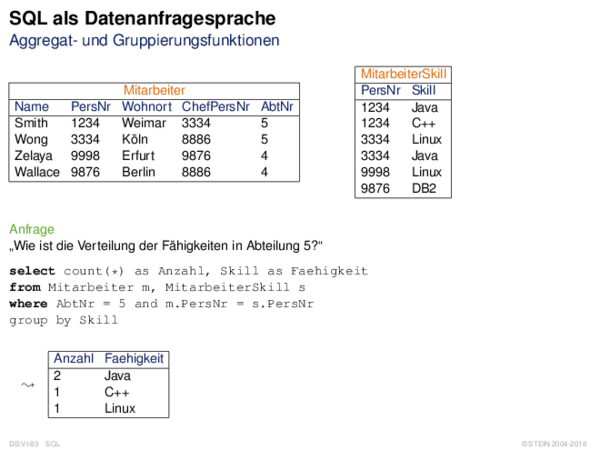 SQL als Datenanfragesprache
Aggregat- und Gruppierungsfunktionen
Mitarbeiter
Name PersNr Wohnort ChefPersNr AbtNr
Smith 1234 Weimar 3334 5
Wong 3334 Köln 8886 5
Zelaya 9998 Erfurt 9876 4
Wallace 9876 Berlin 8886 4
MitarbeiterSkill
PersNr Skill
1234 Java
1234 C++
3334 Linux
3334 Java
9998 Linux
9876 DB2
Anfrage
„Wie ist die Verteilung der Fähigkeiten in Abteilung 5?“
select count(*) as Anzahl, Skill as Faehigkeit
from Mitarbeiter m, MitarbeiterSkill s
where AbtNr = 5 and m.PersNr = s.PersNr
group by Skill
Anzahl Faehigkeit
2 Java
1 C++
1 Linux
DB:VI-83 SQL
© STEIN 2004-2018